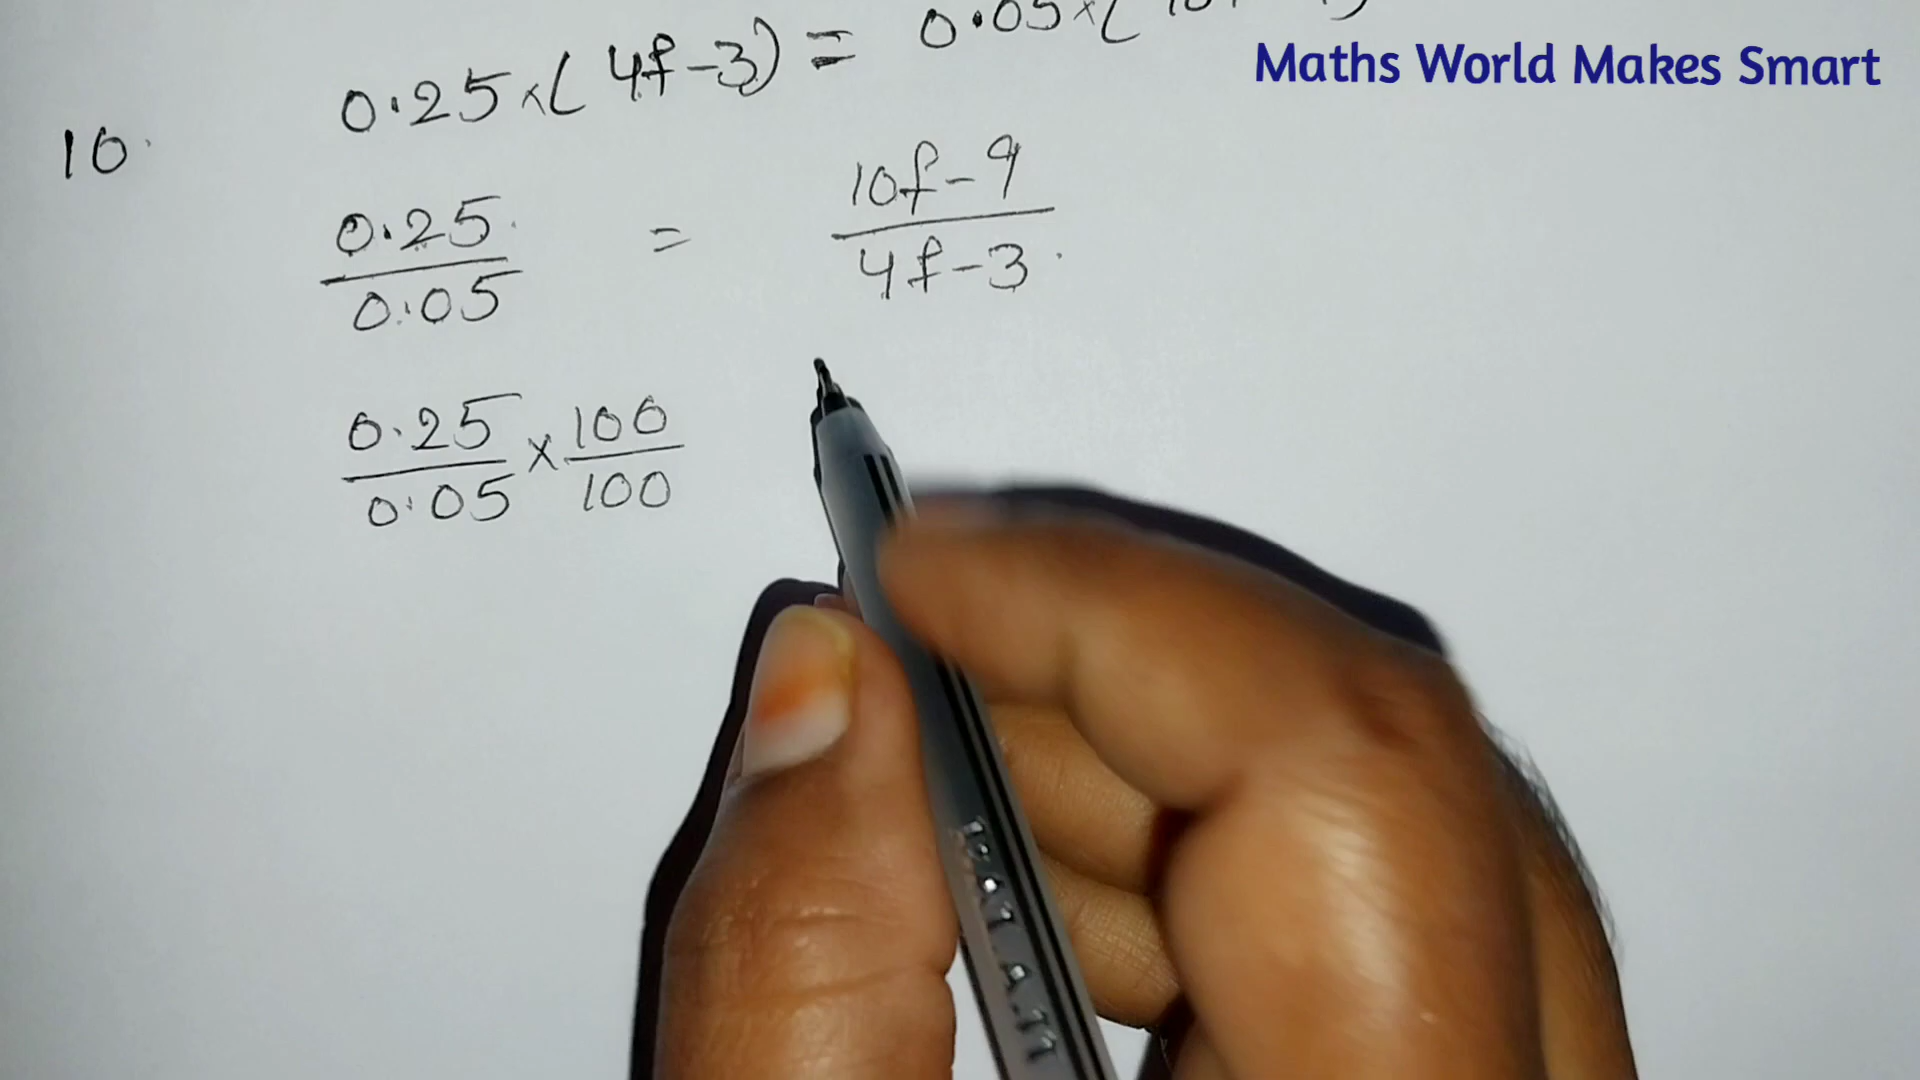 0.25×( 4f-3) = 0.05×(
Maths World Makes Smart
10.
0.25 = 10f-9
0.05 4f-3
0.25 × 100
0.05 100